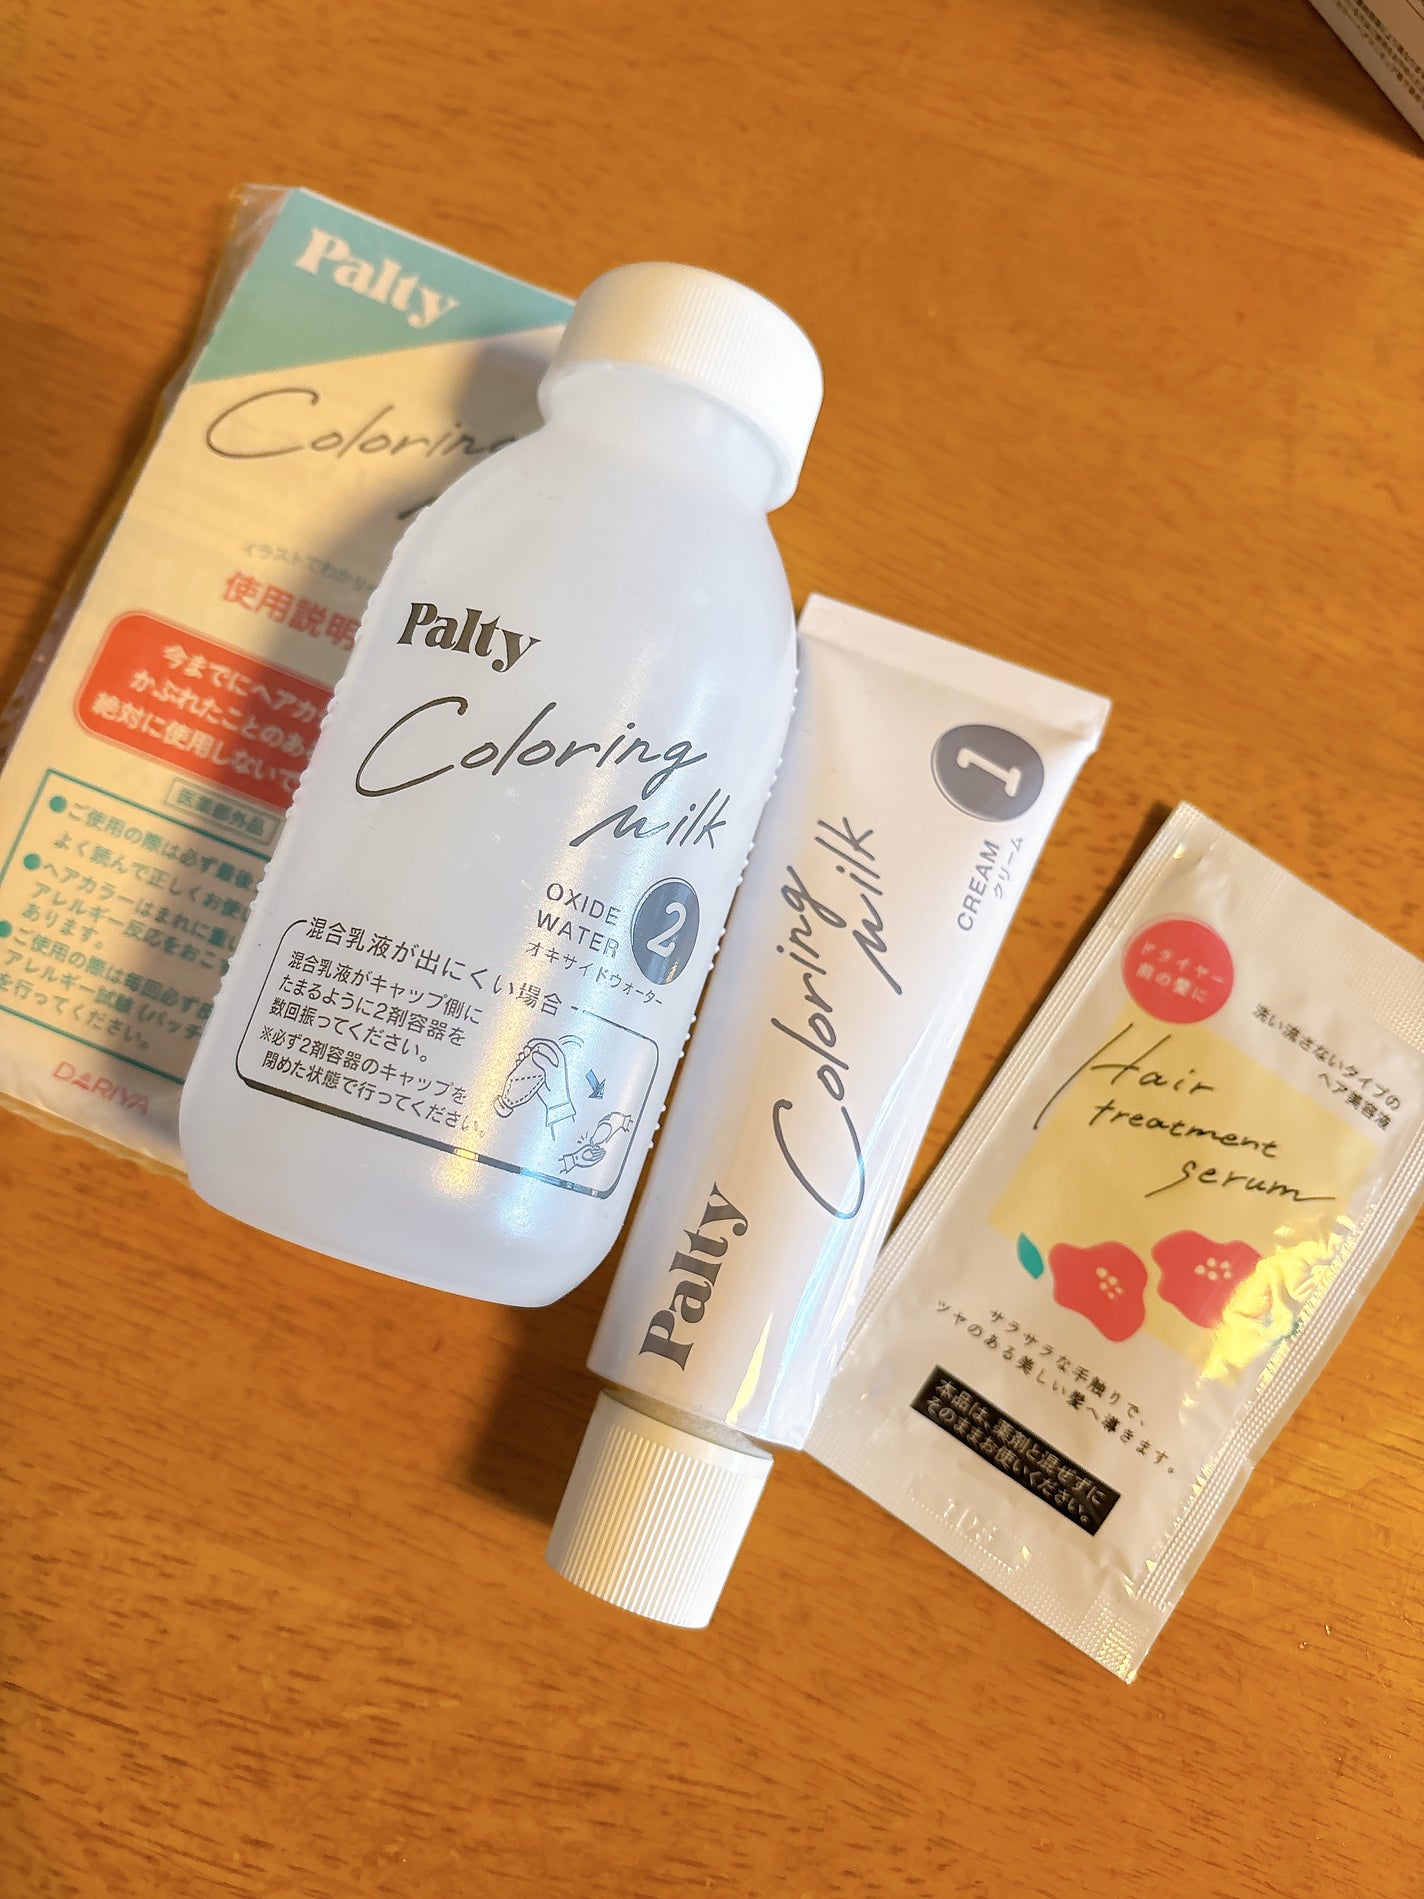 Palty
Coloring
イラストでわかり
使用説明
今までにヘアカ
かぶれたことのあ
絶対に使用しないで
医薬部外品
●ご使用の際は必ず
よく読んで正しくお使い
●ヘアカラーはまれに重い
アレルギー反応をおこす
あります。
●ご使用の際は毎回必ず
アレルギー試験(パッチ
を行ってください。
DARIYA
Palty
Coloring
milk
OXIDE
WATER
オキサイドウォーター
2
混合乳液が出にくい場合
混合乳液がキャップ側に
たまるように2剤容器を
数回振ってください。
※必ず2剤容器のキャップを
閉めた状態で行ってください。
1
CREAM
クリーム
Coloring
milk
Palty
ドライヤー
前の髪に
洗い流さないタイプの
ヘア美容液
Hair
treatment
serum
サラサラな手触りで、
ツヤのある美しい髪へ導きます。
本品は、薬剤と混ぜずに
そのままお使いください。